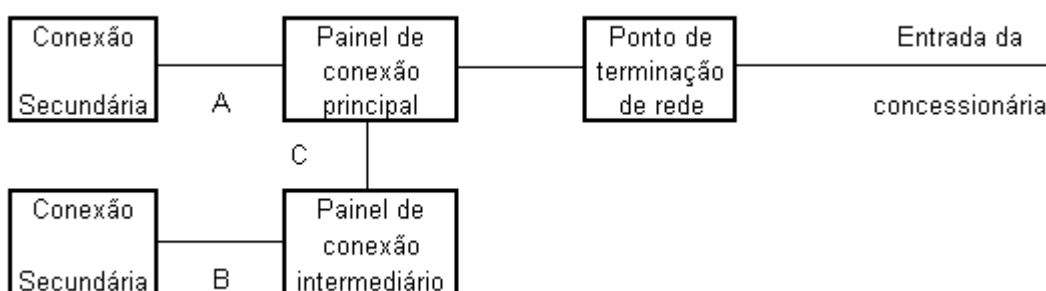 Conexão
Secundária
A
Painel de
conexão
principal
Ponto de
terminação
de rede
Entrada da
concessionária
C
Conexão
Secundária
B
Painel de
conexão
intermediário